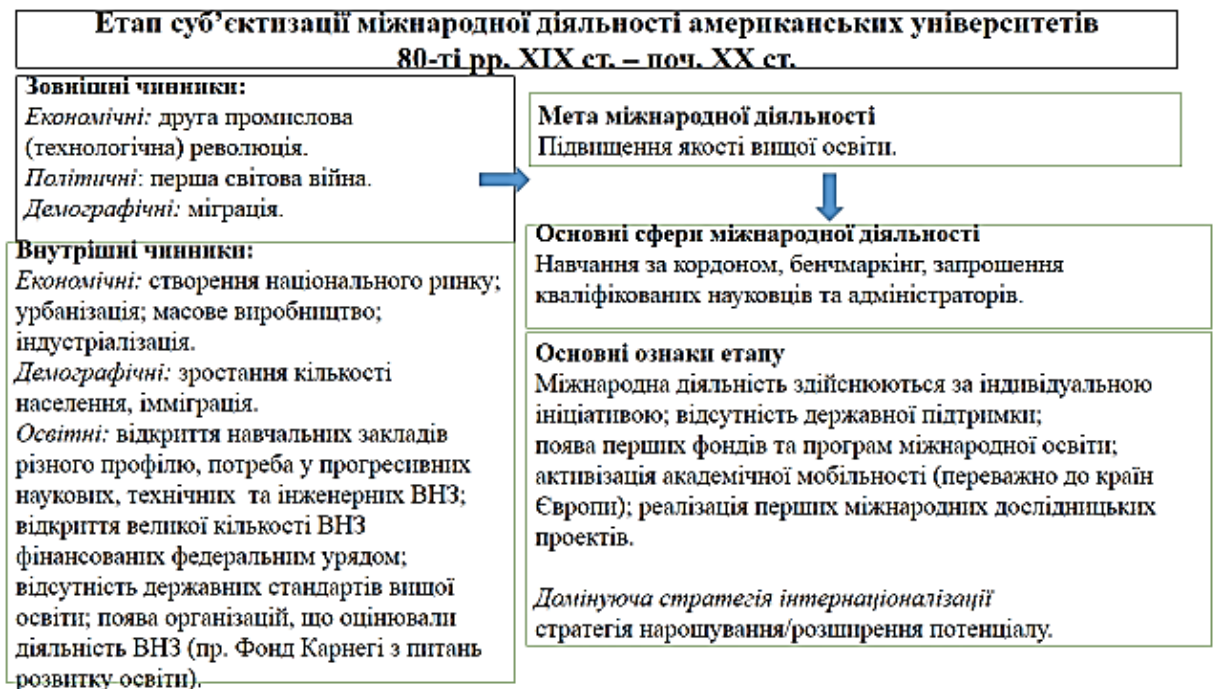 Етап суб’єктизації міжнародної діяльності американських університетів
80-ті рр. ХІХ ст. – поч. ХХ ст.
Зовнішні чинники:
Економічні: друга промислова
(технологічна) революція.
Політичні: перша світова війна.
Демографічні: міграція.
Внутрішні чинники:
Економічні: створення національного ринку;
урбанізація; масове виробництво;
індустріалізація.
Демографічні: зростання кількості
населення, імміграція.
Освітні: відкриття навчальних закладів
різного профілю, потреба у прогресивних
наукових, технічних та інженерних ВНЗ;
відкриття великої кількості ВНЗ
фінансованих федеральним урядом;
відсутність державних стандартів вищої
освіти; поява організацій, що оцінювали
діяльність ВНЗ (пр. Фонд Карнегі з питань
розвитку освіти).
Мета міжнародної діяльності
Підвищення якості вищої освіти.
Основні сфери міжнародної діяльності
Навчання за кордоном, бенчмаркінг, запрошення
кваліфікованих науковців та адміністраторів.
Основні ознаки етапу
Міжнародна діяльність здійснюються за індивідуальною
ініціативою; відсутність державної підтримки;
поява перших фондів та програм міжнародної освіти;
активізація академічної мобільності (переважно до країн
Європи); реалізація перших міжнародних дослідницьких
проектів.
Домінуюча стратегія інтернаціоналізації
стратегія нарощування/розширення потенціалу.